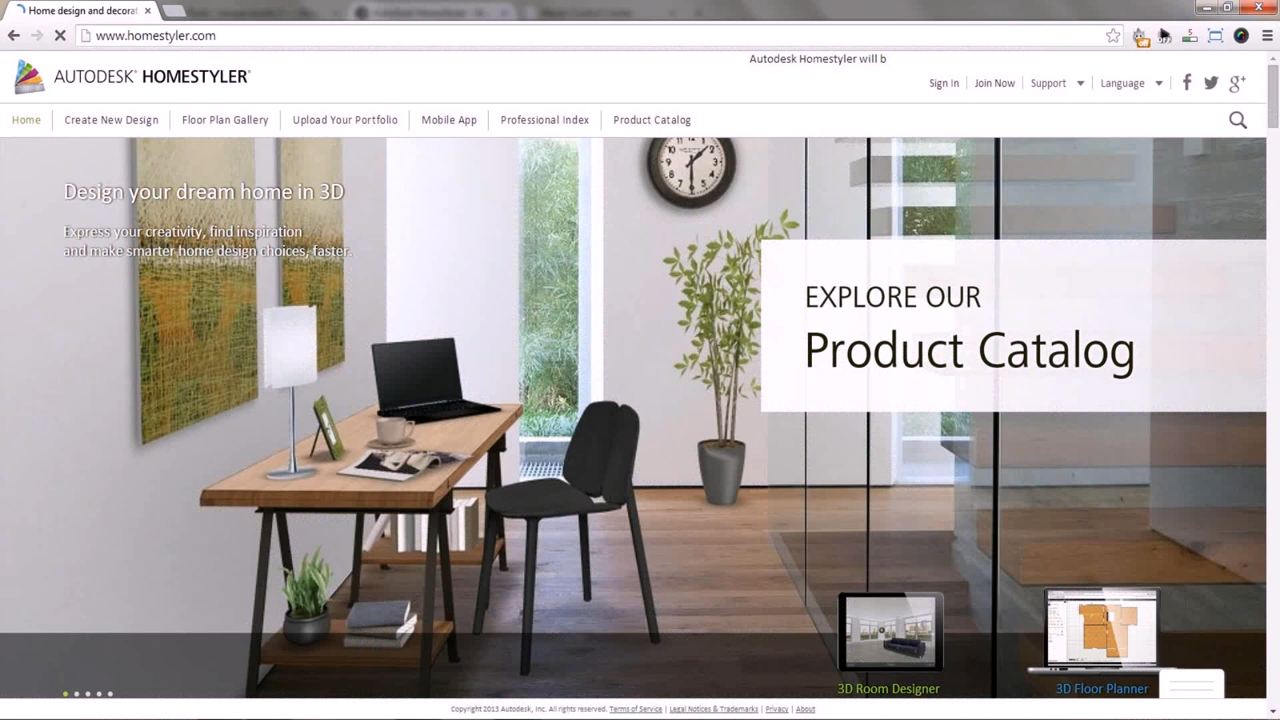 Home design and decorat
www.homestyler.com
AUTODESK® HOMESTYLER®
Autodesk Homestyler will b
Sign In
Join Now
Support
Language
Home
Create New Design
Floor Plan Gallery
Upload Your Portfolio
Mobile App
Professional Index
Product Catalog
Design your dream home in 3D
Express your creativity, find inspiration
and make smarter home design choices, faster.
EXPLORE OUR
Product Catalog
3D Room Designer
3D Floor Planner
Copyright 2013 Autodesk, Inc. All rights reserved. Terms of Service | Legal Notices & Trademarks | Privacy | About